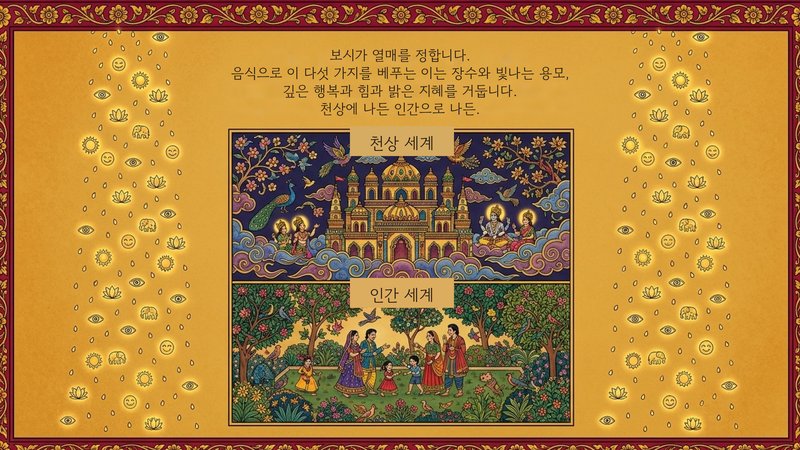 보시가 열매를 정합니다.
음식으로 이 다섯 가지를 베푸는 이는 장수와 빛나는 용모,
깊은 행복과 힘과 밝은 지혜를 거둡니다.
천상에 나든 인간으로 나든.
천상 세계
인간 세계